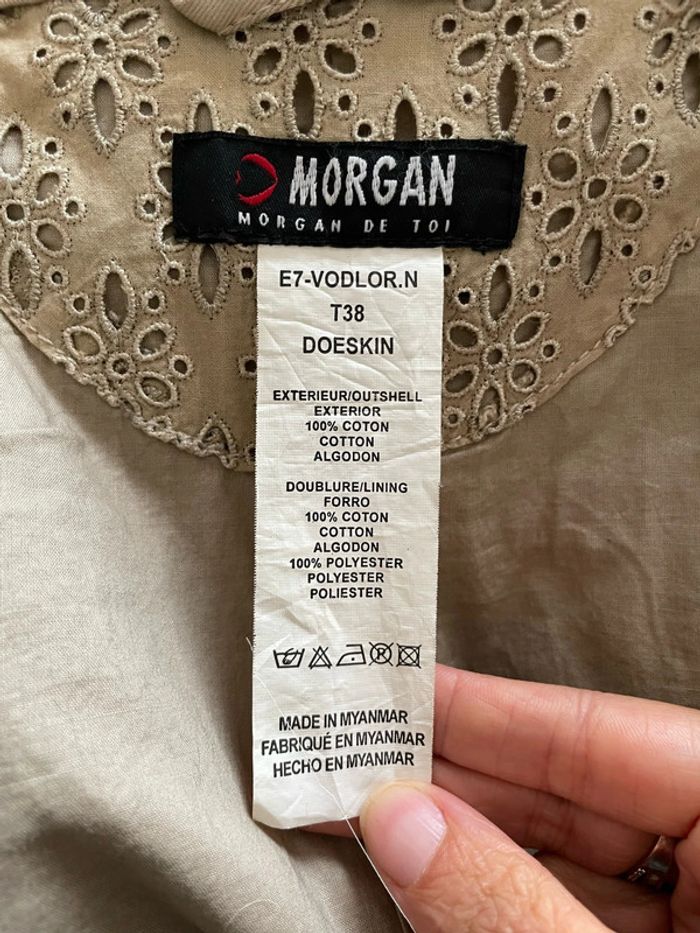 MORGAN
MORGAN DE TOI
E7-VODLOR.N
T38
DOESKIN
EXTERIEUR/OUTSHELL
EXTERIOR
100% COTON
COTTON
ALGODON
DOUBLURE/LINING
FORRO
100% COTON
COTTON
ALGODON
100% POLYESTER
POLYESTER
POLIESTER
MADE IN MYANMAR
FABRIQUÉ EN MYANMAR
HECHO EN MYANMAR